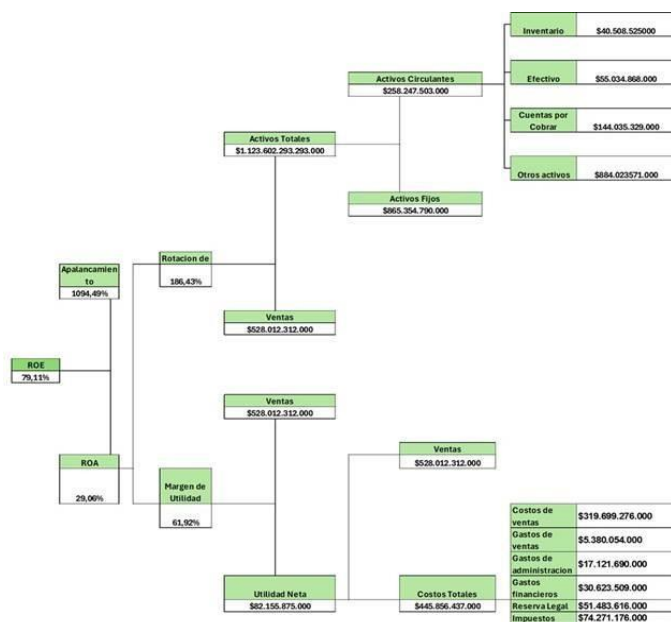 Inventario $40.508.525000
Activos Circulantes
$258.247.503.000
Efectivo $55.034.868.000
Cuentas por
Cobrar $144.035.329.000
Activos Totales
$1.123.602.293.293.000
Otros activos $884.023571.000
Activos Fijos
$865.354.790.000
Rotacion de
186,43%
Apalancamien
to
1094,49%
Ventas
$528.012.312.000
ROE
79,11%
Ventas
$528.012.312.000
ROA
29,06%
Margen de
Utilidad
61,92%
Ventas
$528.012.312.000
Utilidad Neta
$82.155.875.000
Costos Totales
$445.856.437.000
Costos de
ventas $319.699.276.000
Gastos de
ventas $5.380.054.000
Gastos de
administracion $17.121.690.000
Gastos
financieros $30.623.509.000
Reserva Legal $51.483.616.000
Impuestos $74.271.176.000